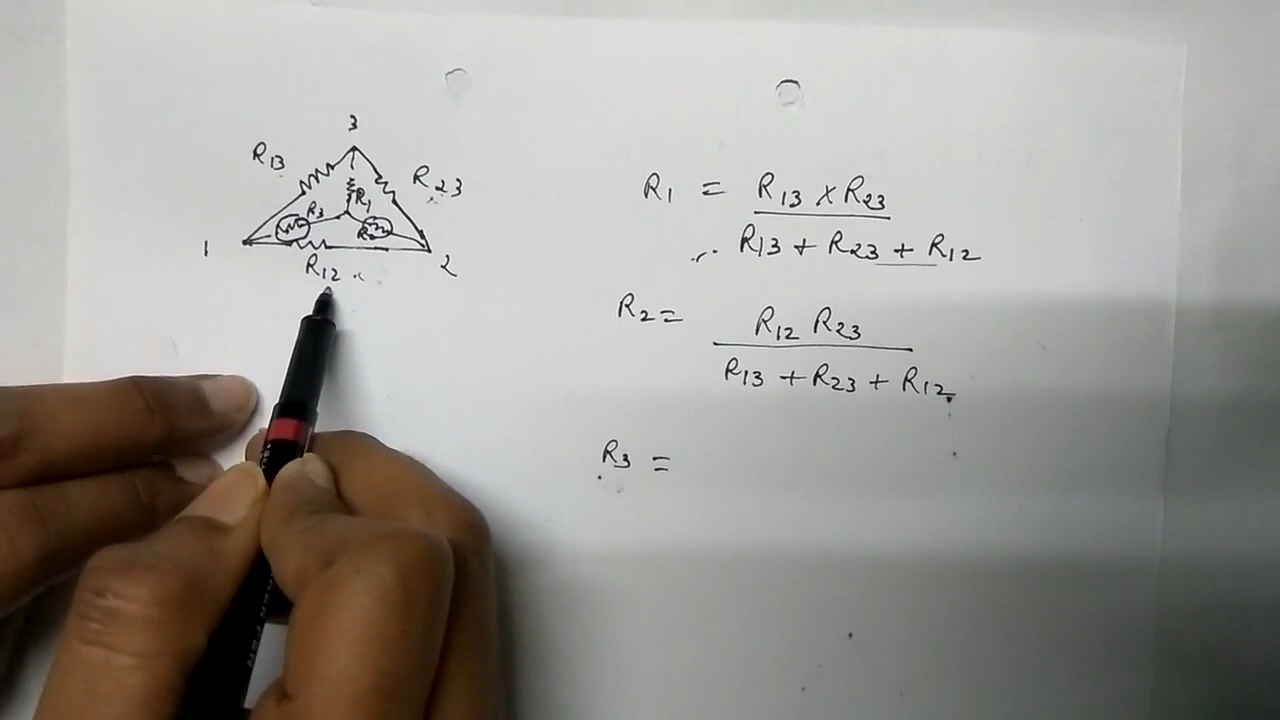 3
R13
R23
R3
R1
R2
1
R12
2
R1 = R13 x R23
R13 + R23 + R12
R2 = R12 R23
R13 + R23 + R12
R3 =